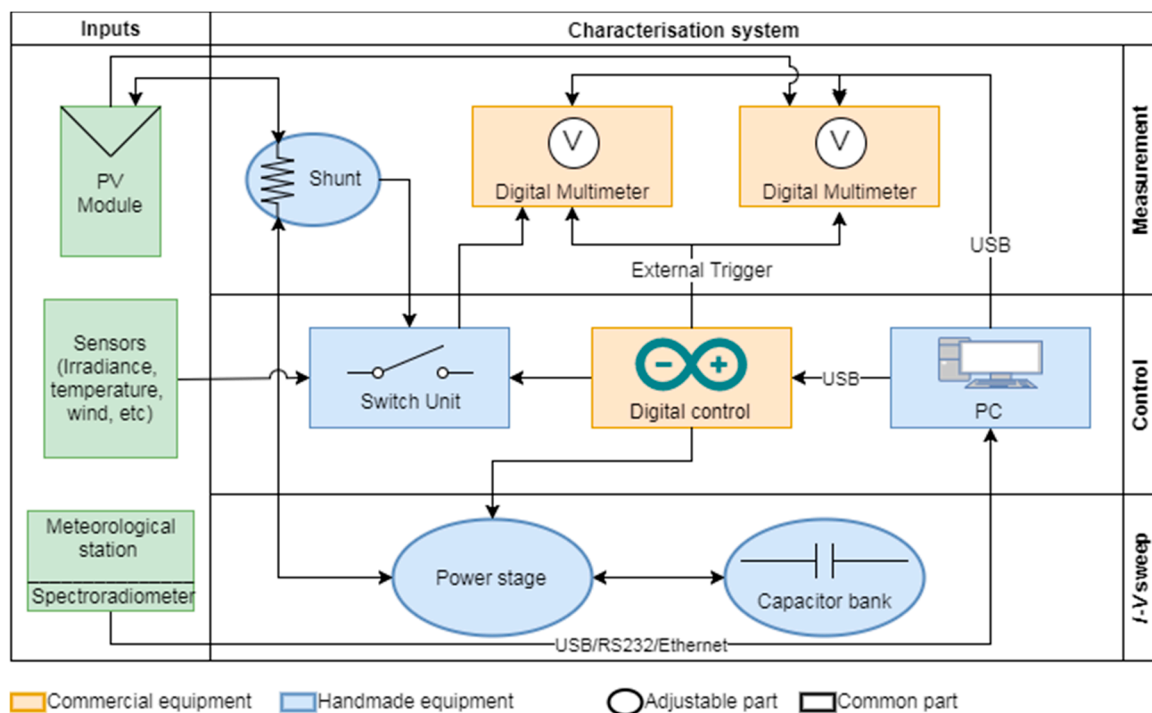 Inputs
Characterisation system
PV
Module
Shunt
V
Digital Multimeter
V
Digital Multimeter
USB
External Trigger
Measurement
Sensors
(Irradiance,
temperature,
wind, etc)
Switch Unit
Digital control
USB
PC
Control
Meteorological
station
Spectroradiometer
Power stage
Capacitor bank
USB/RS232/Ethernet
I-V sweep
Commercial equipment
Handmade equipment
Adjustable part
Common part